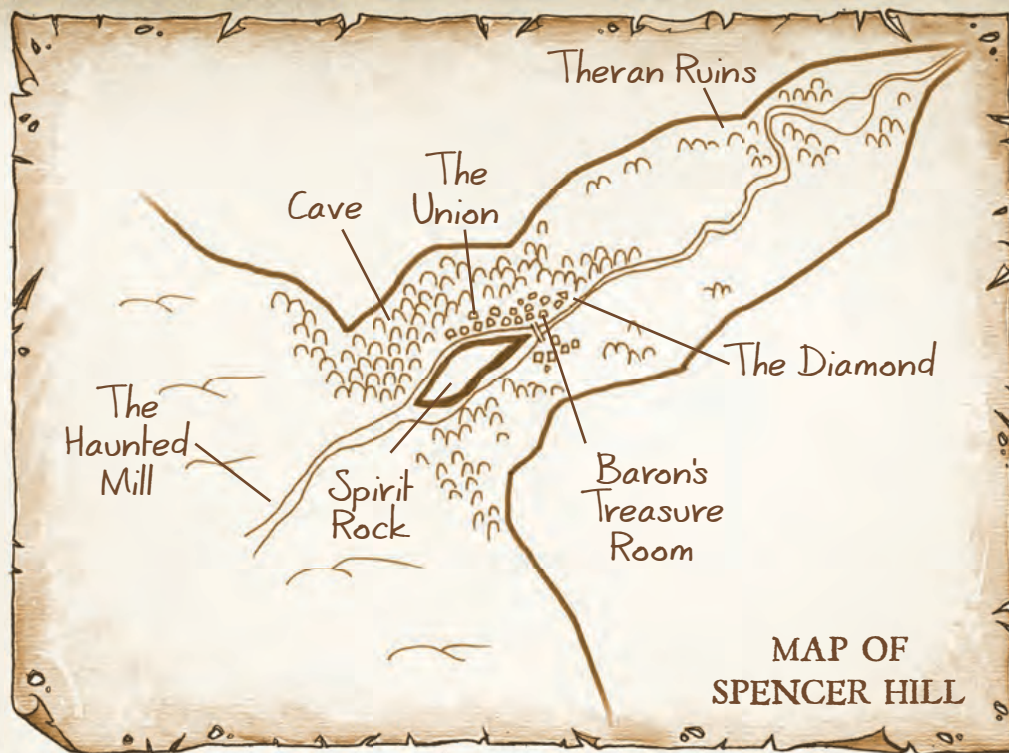 Theran Ruins
The
Union
Cave
The Diamond
The
Haunted
Mill
Spirit
Rock
Baron's
Treasure
Room
MAP OF
SPENCER HILL